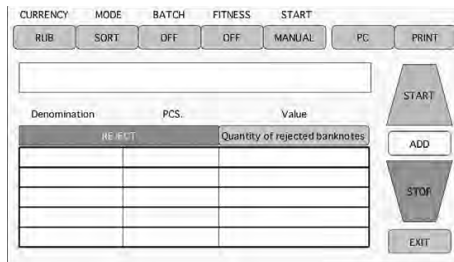 CURRENCY MODE BATCH FITNESS START
RUB SORT OFF OFF MANUAL PC PRINT
START
Denomination PCS. Value
REJECT Quantity of rejected banknotes
ADD
STOP
EXIT